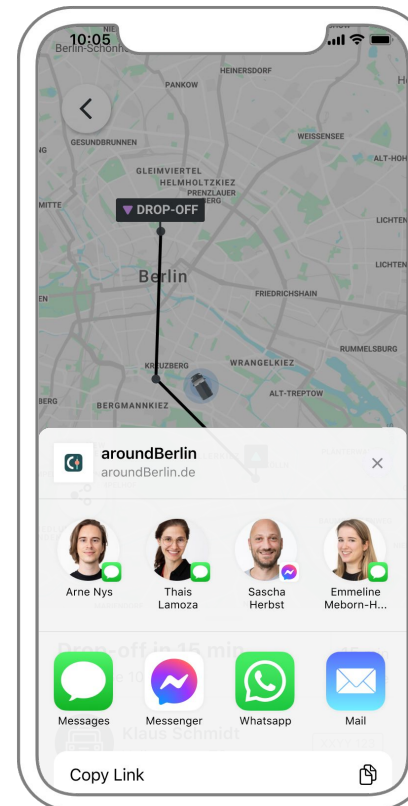 10:05
Berlin-Schönh
HEINERSDORF
PANKOW
GESUNDBRUNNEN
WEISSENSEE
ALT-HOH
GLEIMVIERTEL
HELMHOLTZKIEZ
PRENZLAUER
BERG
MITTE
DROP-OFF
LICHTEN
Berlin
LICHTEN
EN
FRIEDRICHSHAIN
RUMMELSBURG
KREUZBERG
WRANGELKIEZ
ALT-TREPTOW
BERG
BERGMANNKIEZ
aroundBerlin
aroundBerlin.de
Arne Nys
Thais
Lamoza
Sascha
Herbst
Emmeline
Meborn-H...
Drop-off in 15 min
Messages
Messenger
Whatsapp
Mail
Klaus Schmidt
Copy Link